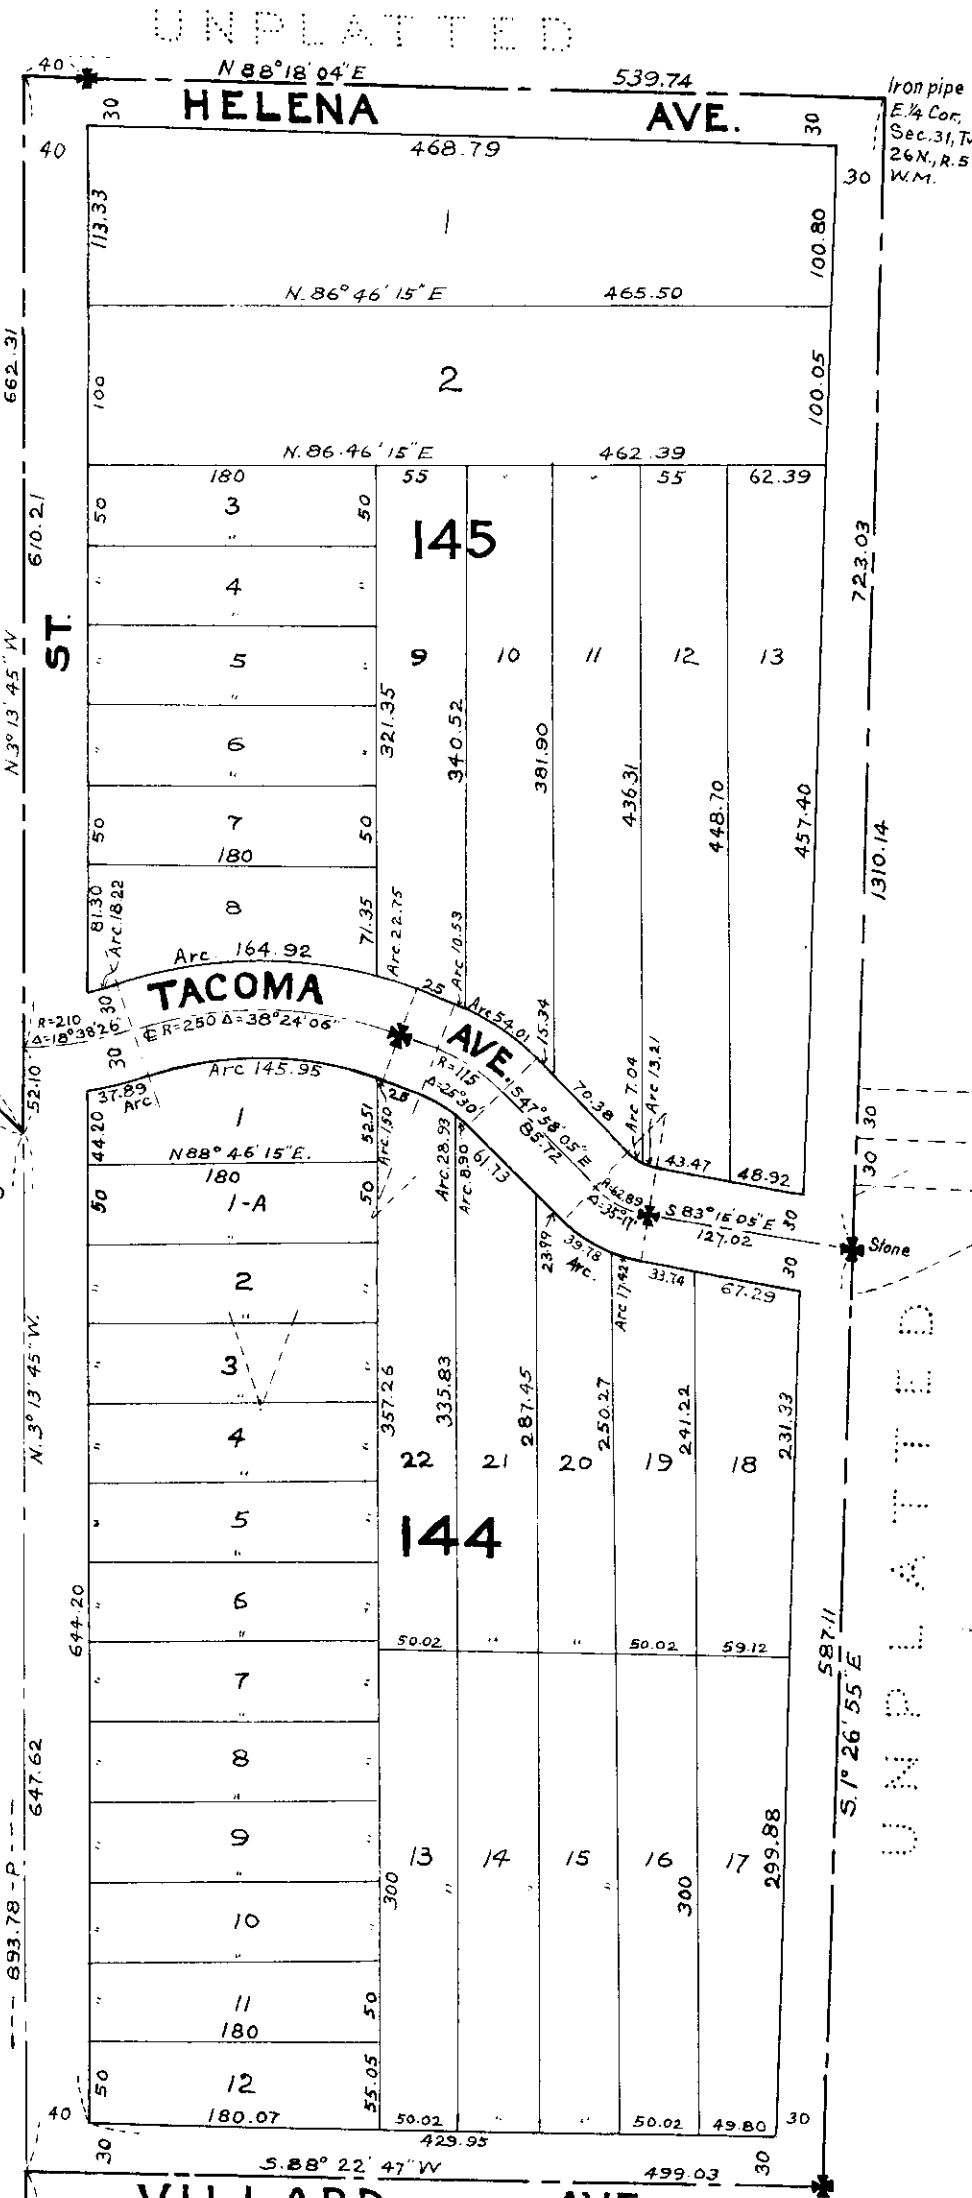 UNPLATTED
40 N 88° 18' 04" E 539.74
Iron pipe
E.¼ Cor,
Sec. 31, Tw
26N., R.5
W.M.
30 HELENA AVE. 30
40 468.79 30
113.33 1 100.80
N. 86° 46' 15" E 465.50
662.31
100 2 100.05
N. 86.46' 15" E 462.39
180 55 " " 55 62.39
50 3 50
"
145
610.21
" 4 "
"
723.03
ST.
" 5 " 9 10 11 12 13
"
N. 3° 13' 45" W
321.35 340.52 381.90 436.31 448.70 457.40
" 6 "
"
50 7 50
180
1310.14
81.30 Arc. 18.22 8 71.35 Arc. 22.75 Arc 10.53
Arc. 164.92
25 Arc 54.01 15.34
TACOMA AVE.
R=210
Δ=18°38'26"
30
℄ R=250 Δ=38°24'06"
R=115
Δ=25°30'
S47°58'05"E
85.72
70.38 Arc 7.04 Arc 13.21
52.10 30
Arc 145.95
37.89
Arc
25
43.47 48.92
30
30
44.20 1 52.51 Arc 1.50 Arc. 28.93 Arc. 8.90 61.73
N88° 46' 15" E.
180
R=62.89
Δ=35°17'
S 83° 15' 05" E
127.02
30
Stone
50 1-A 50
23.99 39.78
Arc.
Arc 17.42 33.74 67.29
30
" 2 "
"
" 3 "
"
N. 3° 13' 45" W.
357.26 335.83 287.45 250.27 241.22 231.33
" 4 "
"
22 21 20 19 18
" 5 "
"
144
UNPLATTED
644.20
6 "
"
50.02 " " 50.02 59.12
587.11
S. 1° 26' 55" E
" 7
"
" 8 "
"
647.62
" 9 "
"
13 14 15 16 17
" " "
300 300 299.88
893.78 - P
" 10 "
"
" 11 50
180
50 12 55.05
40 180.07 50.02 " " 50.02 49.80 30
429.95
30 S. 88° 22' 47" W 499.03 30
VILLARD AVE